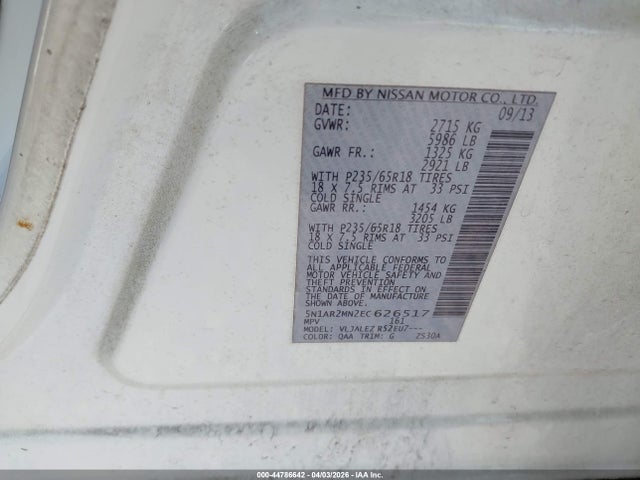 MFD BY NISSAN MOTOR CO., LTD.
DATE: 09/13
GVWR: 2715 KG
5986 LB
GAWR FR.: 1325 KG
2921 LB
WITH P235/65R18 TIRES
18 X 7.5 RIMS AT 33 PSI
COLD SINGLE
GAWR RR.: 1454 KG
3205 LB
WITH P235/65R18 TIRES
18 X 7.5 RIMS AT 33 PSI
COLD SINGLE
THIS VEHICLE CONFORMS TO
ALL APPLICABLE FEDERAL
MOTOR VEHICLE SAFETY
AND THEFT PREVENTION
STANDARDS IN EFFECT ON
THE DATE OF MANUFACTURE
SHOWN ABOVE.
5N1AR2MN2EC626517
MPV 161
MODEL: VLJALEZ R52EU7---
COLOR: QAA TRIM: G ZS30A
000-44786642 - 04/03/2026 - IAA Inc.